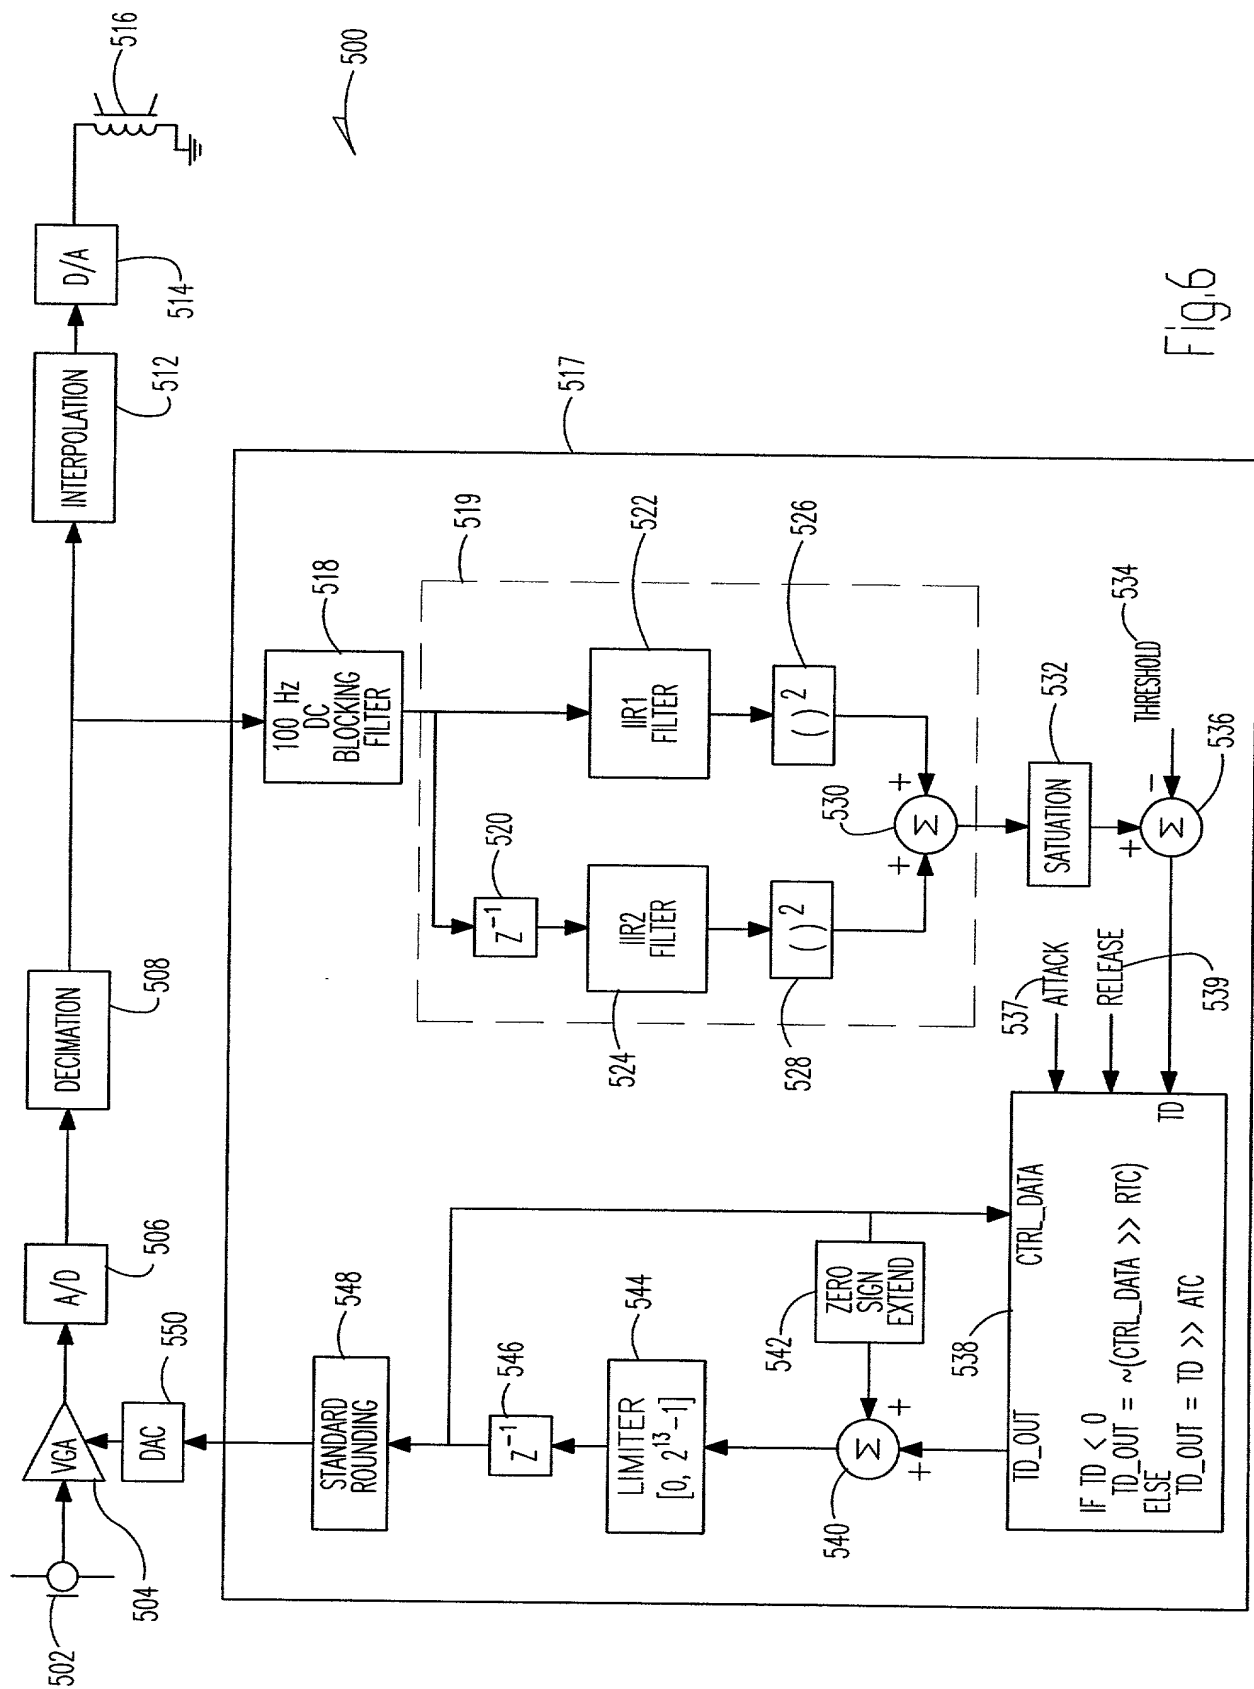 502
504
VGA
DAC
550
A/D
506
DECIMATION
508
INTERPOLATION
512
D/A
514
516
500
517
100 Hz
DC
BLOCKING
FILTER
518
519
Z⁻¹
520
IIR1
FILTER
522
IIR2
FILTER
524
( )²
526
( )²
528
+
+
Σ
530
SATUATION
532
THRESHOLD
534
-
+
Σ
536
537
ATTACK
RELEASE
539
STANDARD
ROUNDING
548
Z⁻¹
546
LIMITER
[0, 2¹³ -1]
544
542
ZERO
SIGN
EXTEND
+
+
Σ
540
538
TD_OUT
CTRL_DATA
TD
IF TD < 0
TD_OUT = ~(CTRL_DATA >> RTC)
ELSE
TD_OUT = TD >> ATC
Fig.6